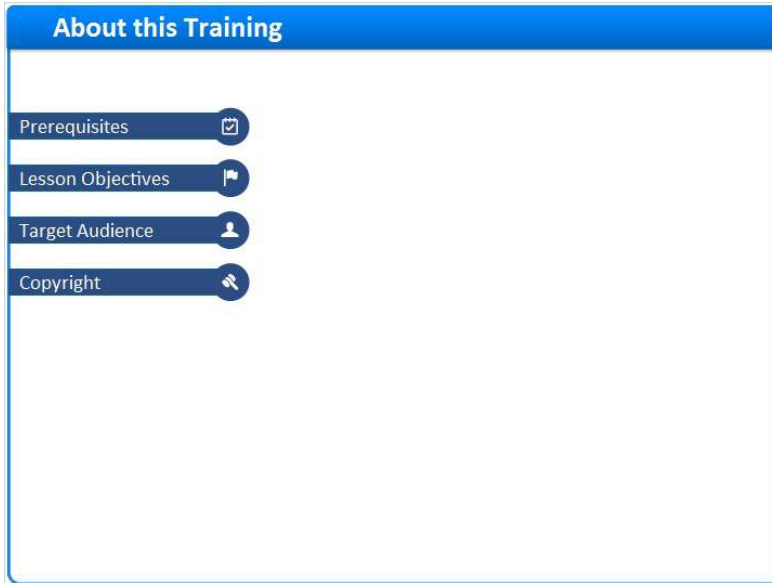 About this Training
Prerequisites
Lesson Objectives
Target Audience
Copyright